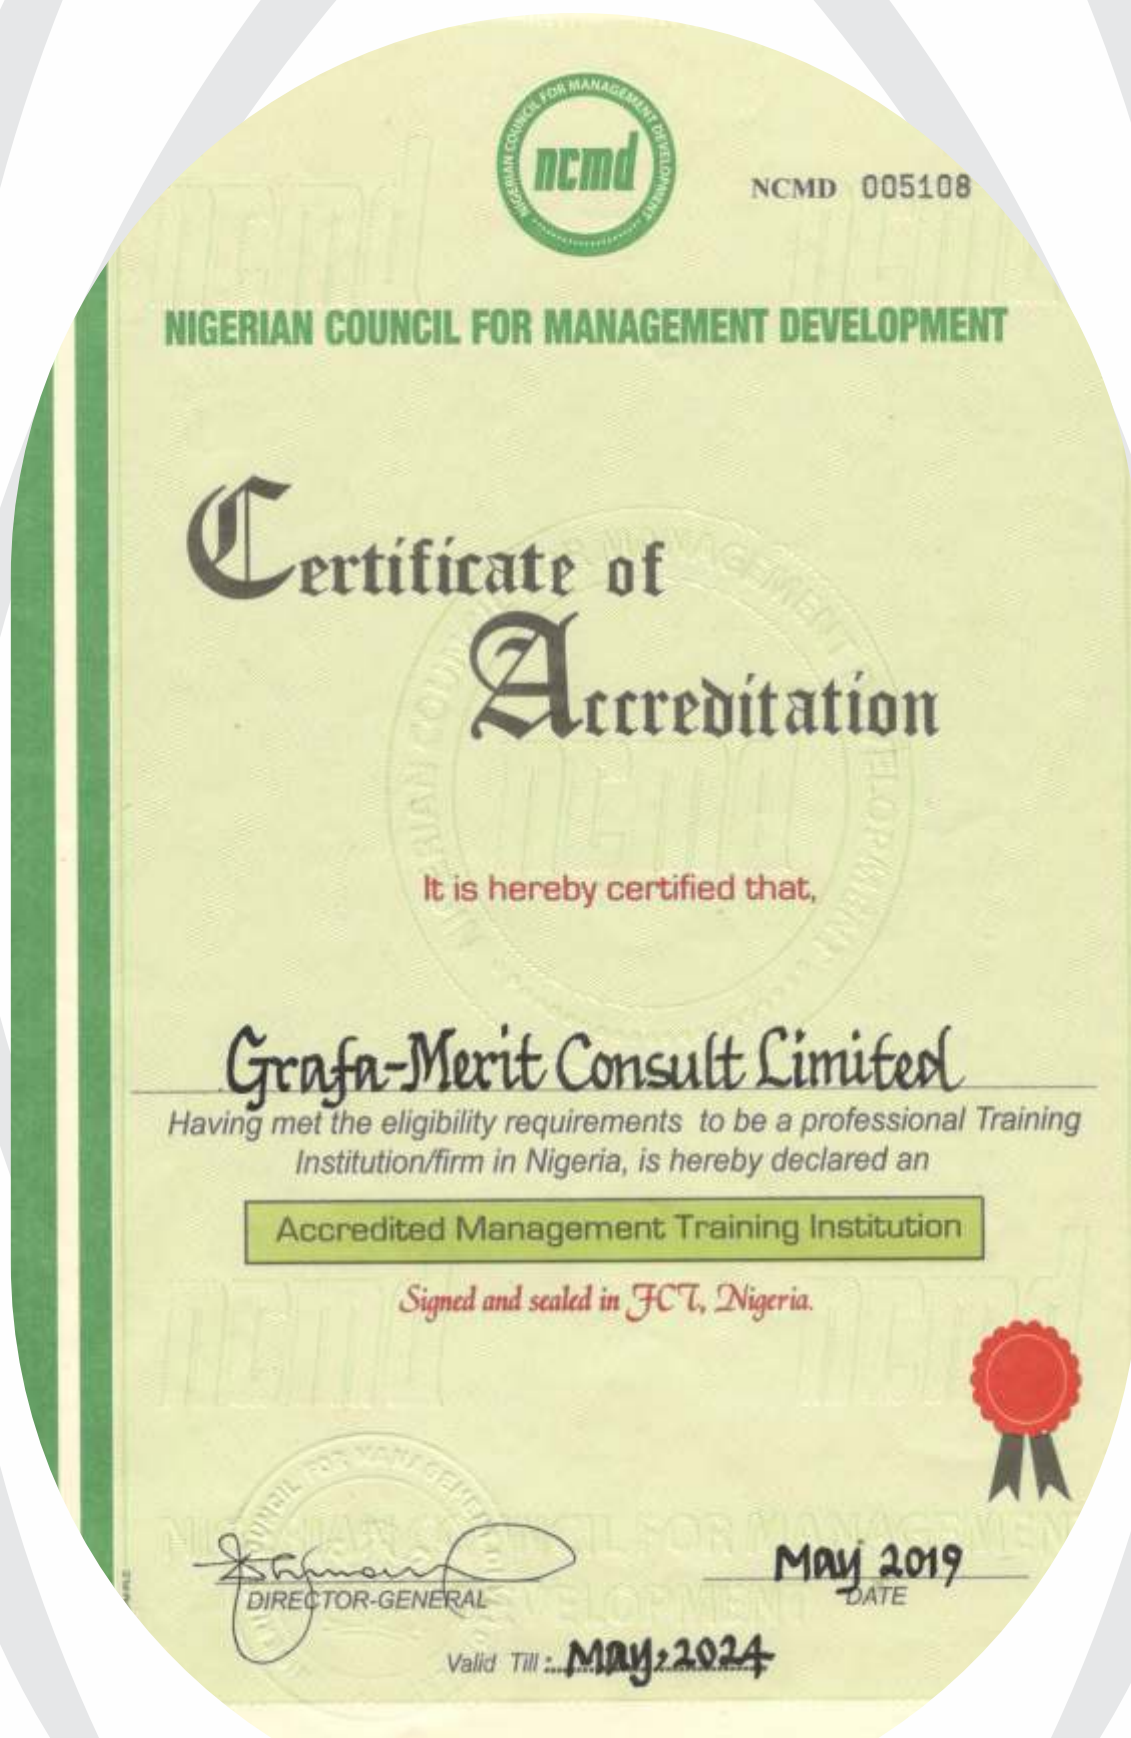 NIGERIAN COUNCIL FOR MANAGEMENT DEVELOPMENT
ncmd
NCMD 005108
NIGERIAN COUNCIL FOR MANAGEMENT DEVELOPMENT
Certificate of
Accreditation
It is hereby certified that,
Grafa-Merit Consult Limited
Having met the eligibility requirements to be a professional Training
Institution/firm in Nigeria, is hereby declared an
Accredited Management Training Institution
Signed and sealed in FCT, Nigeria.
May 2019
DIRECTOR-GENERAL
DATE
Valid Till : May, 2024